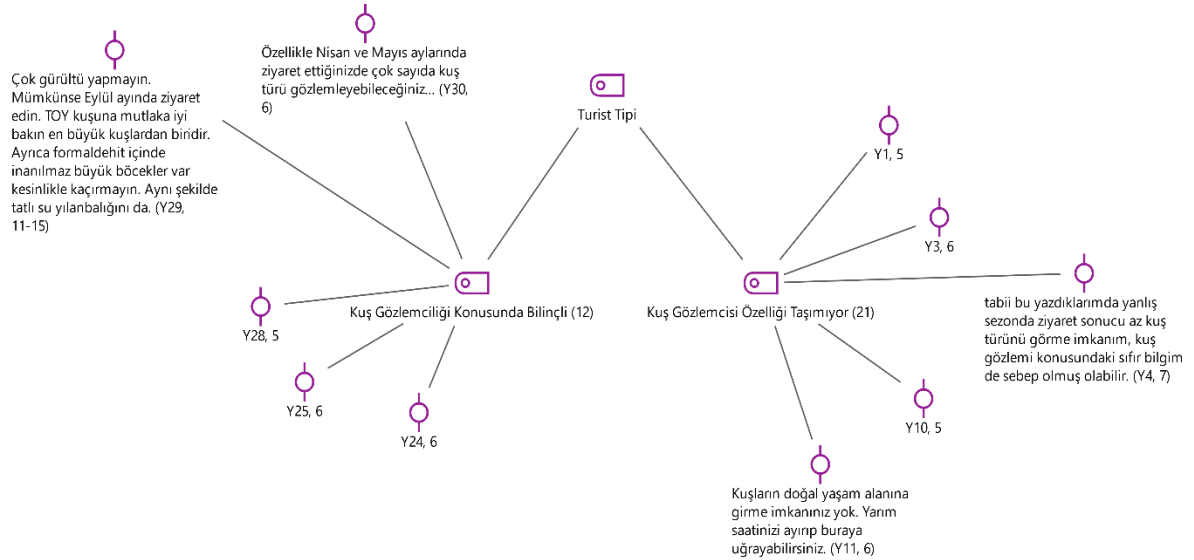 Çok gürültü yapmayın.
Mümkünse Eylül ayında ziyaret
edin. TOY kuşuna mutlaka iyi
bakın en büyük kuşlardan biridir.
Ayrıca formaldehit içinde
inanılmaz büyük böcekler var
kesinlikle kaçırmayın. Aynı şekilde
tatlı su yılanbalığını da. (Y29,
11-15)
Özellikle Nisan ve Mayıs aylarında
ziyaret ettiğinizde çok sayıda kuş
türü gözlemleyebileceğiniz... (Y30,
6)
Turist Tipi
Y1, 5
Y3, 6
Kuş Gözlemciliği Konusunda Bilinçli (12)
Kuş Gözlemcisi Özelliği Taşımıyor (21)
tabii bu yazdıklarımda yanlış
sezonda ziyaret sonucu az kuş
türünü görme imkanım, kuş
gözlemi konusundaki sıfır bilgim
de sebep olmuş olabilir. (Y4, 7)
Y28, 5
Y25, 6
Y24, 6
Y10, 5
Kuşların doğal yaşam alanına
girme imkanınız yok. Yarım
saatinizi ayırıp buraya
uğrayabilirsiniz. (Y11, 6)